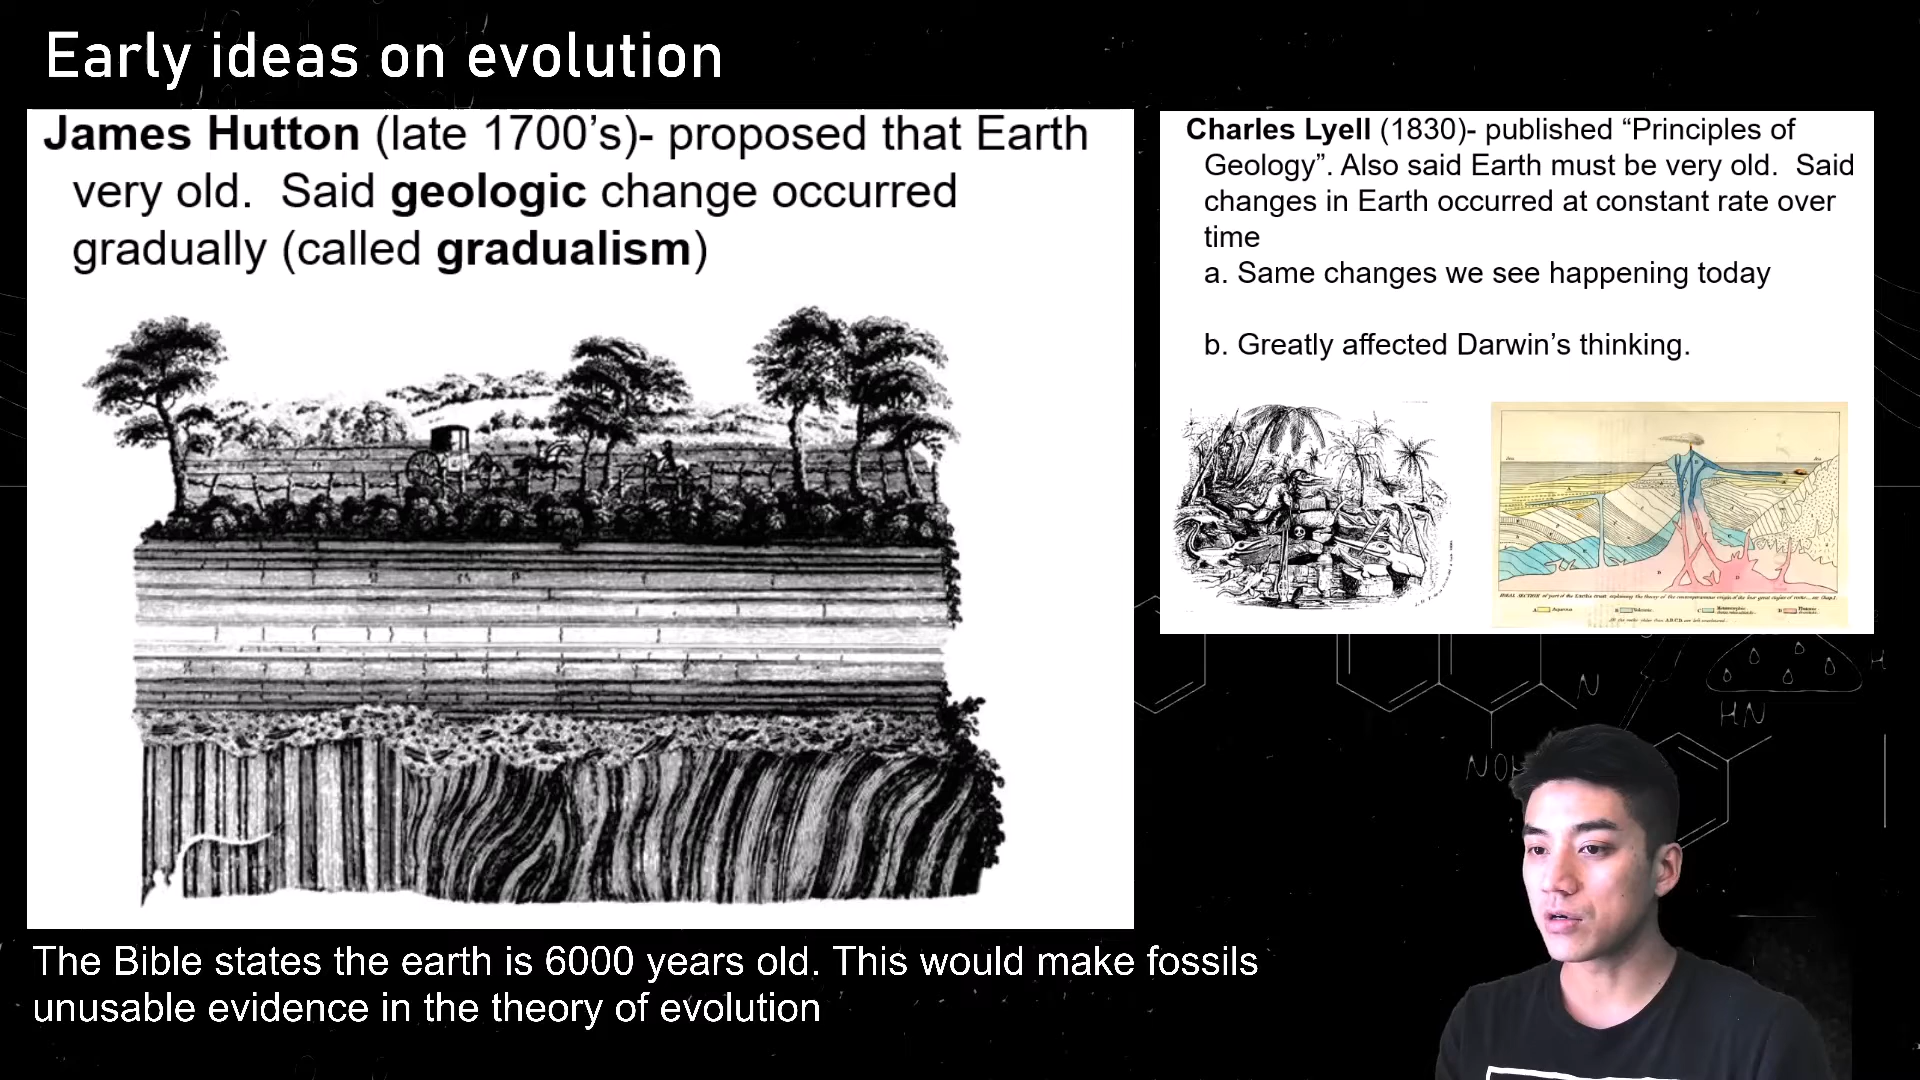 Early ideas on evolution
James Hutton (late 1700’s)- proposed that Earth
very old.  Said geologic change occurred
gradually (called gradualism)
Charles Lyell (1830)- published “Principles of
Geology”. Also said Earth must be very old.  Said
changes in Earth occurred at constant rate over
time
a. Same changes we see happening today
b. Greatly affected Darwin’s thinking.
N
HN
H
The Bible states the earth is 6000 years old. This would make fossils
unusable evidence in the theory of evolution